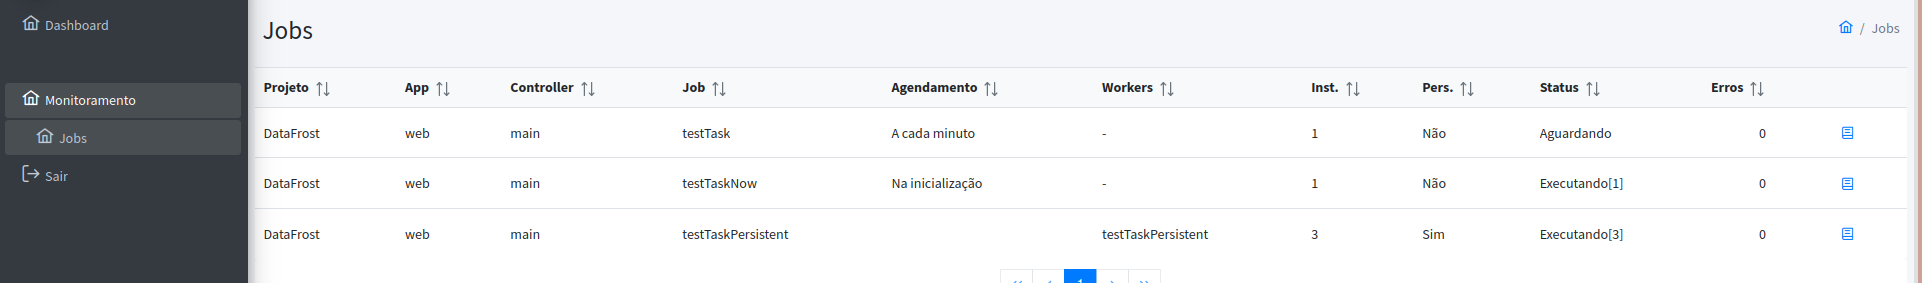 Dashboard
Monitoramento
Jobs
Sair
Jobs
/ Jobs
Projeto App Controller Job Agendamento Workers Inst. Pers. Status Erros
DataFrost web main testTask A cada minuto - 1 Não Aguardando 0
DataFrost web main testTaskNow Na inicialização - 1 Não Executando[1] 0
DataFrost web main testTaskPersistent testTaskPersistent 3 Sim Executando[3] 0
« ‹ 1 › »